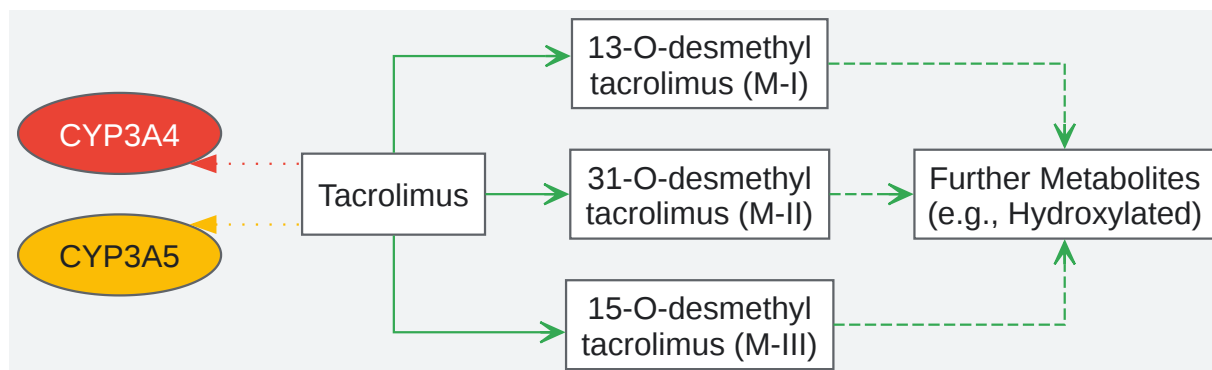 CYP3A4
CYP3A5
Tacrolimus
13-O-desmethyl
tacrolimus (M-I)
31-O-desmethyl
tacrolimus (M-II)
15-O-desmethyl
tacrolimus (M-III)
Further Metabolites
(e.g., Hydroxylated)